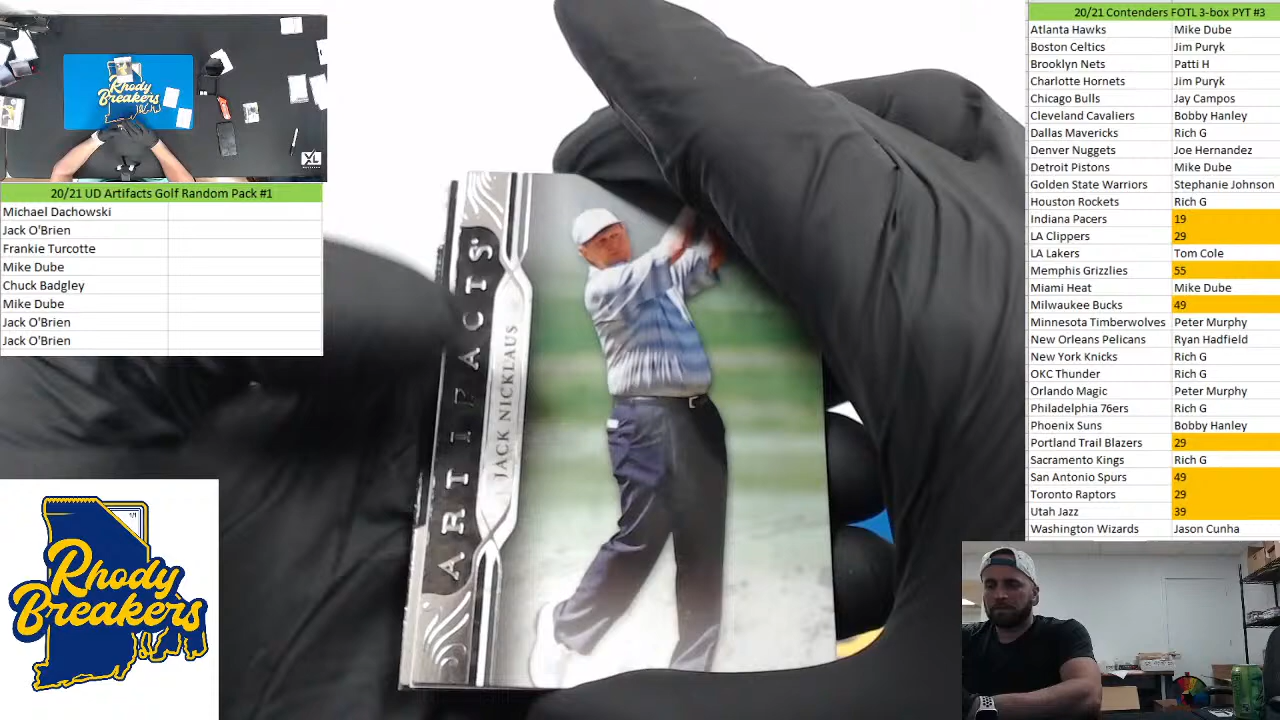 Rhody
Breakers
XL
20/21 UD Artifacts Golf Random Pack #1
Michael Dachowski
Jack O'Brien
Frankie Turcotte
Mike Dube
Chuck Badgley
Mike Dube
Jack O'Brien
Jack O'Brien
ARTIFACTS
JACK NICKLAUS
Rhody
Breakers
20/21 Contenders FOTL 3-box PYT #3
Atlanta Hawks Mike Dube
Boston Celtics Jim Puryk
Brooklyn Nets Patti H
Charlotte Hornets Jim Puryk
Chicago Bulls Jay Campos
Cleveland Cavaliers Bobby Hanley
Dallas Mavericks Rich G
Denver Nuggets Joe Hernandez
Detroit Pistons Mike Dube
Golden State Warriors Stephanie Johnson
Houston Rockets Rich G
Indiana Pacers 19
LA Clippers 29
LA Lakers Tom Cole
Memphis Grizzlies 55
Miami Heat Mike Dube
Milwaukee Bucks 49
Minnesota Timberwolves Peter Murphy
New Orleans Pelicans Ryan Hadfield
New York Knicks Rich G
OKC Thunder Rich G
Orlando Magic Peter Murphy
Philadelphia 76ers Rich G
Phoenix Suns Bobby Hanley
Portland Trail Blazers 29
Sacramento Kings Rich G
San Antonio Spurs 49
Toronto Raptors 29
Utah Jazz 39
Washington Wizards Jason Cunha